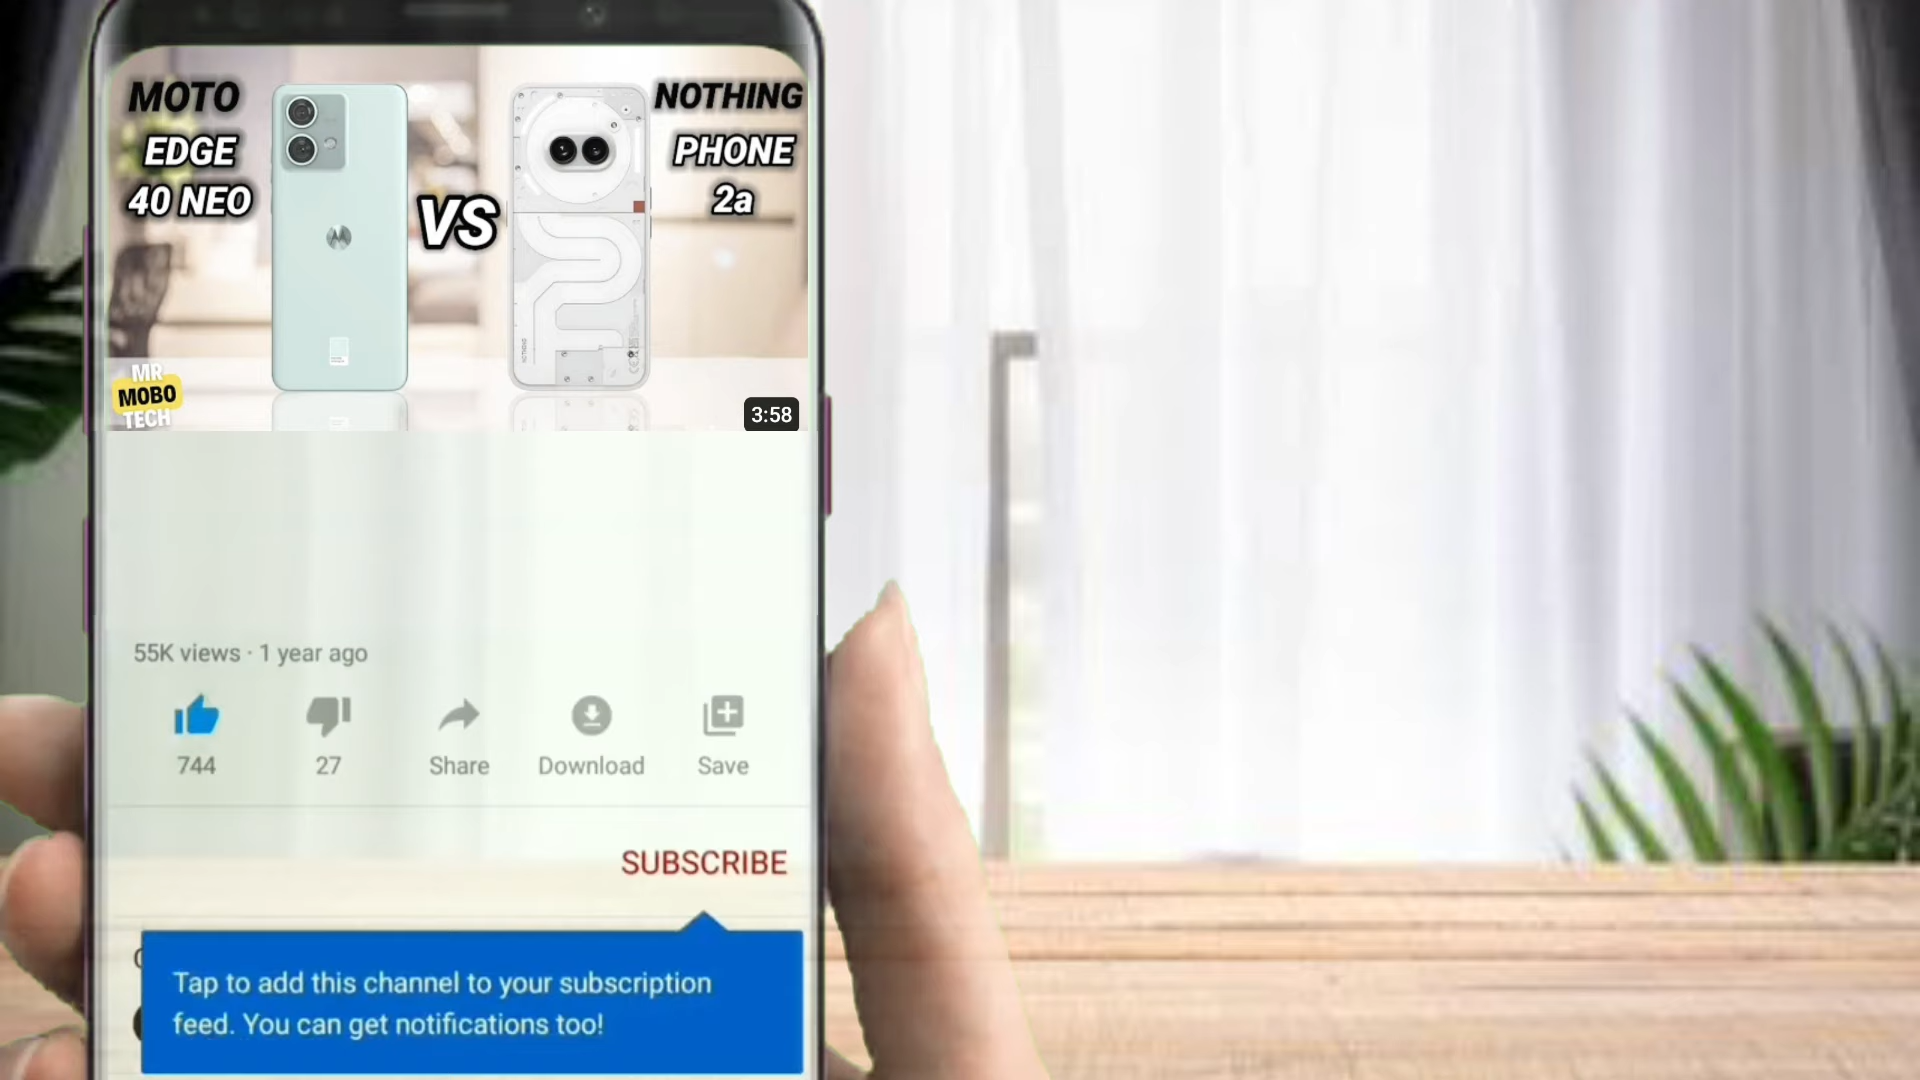 MOTO
EDGE
40 NEO
VS
NOTHING
PHONE
2a
MR
MOBO
TECH
3:58
55K views · 1 year ago
744
27
Share
Download
Save
SUBSCRIBE
Tap to add this channel to your subscription
feed. You can get notifications too!